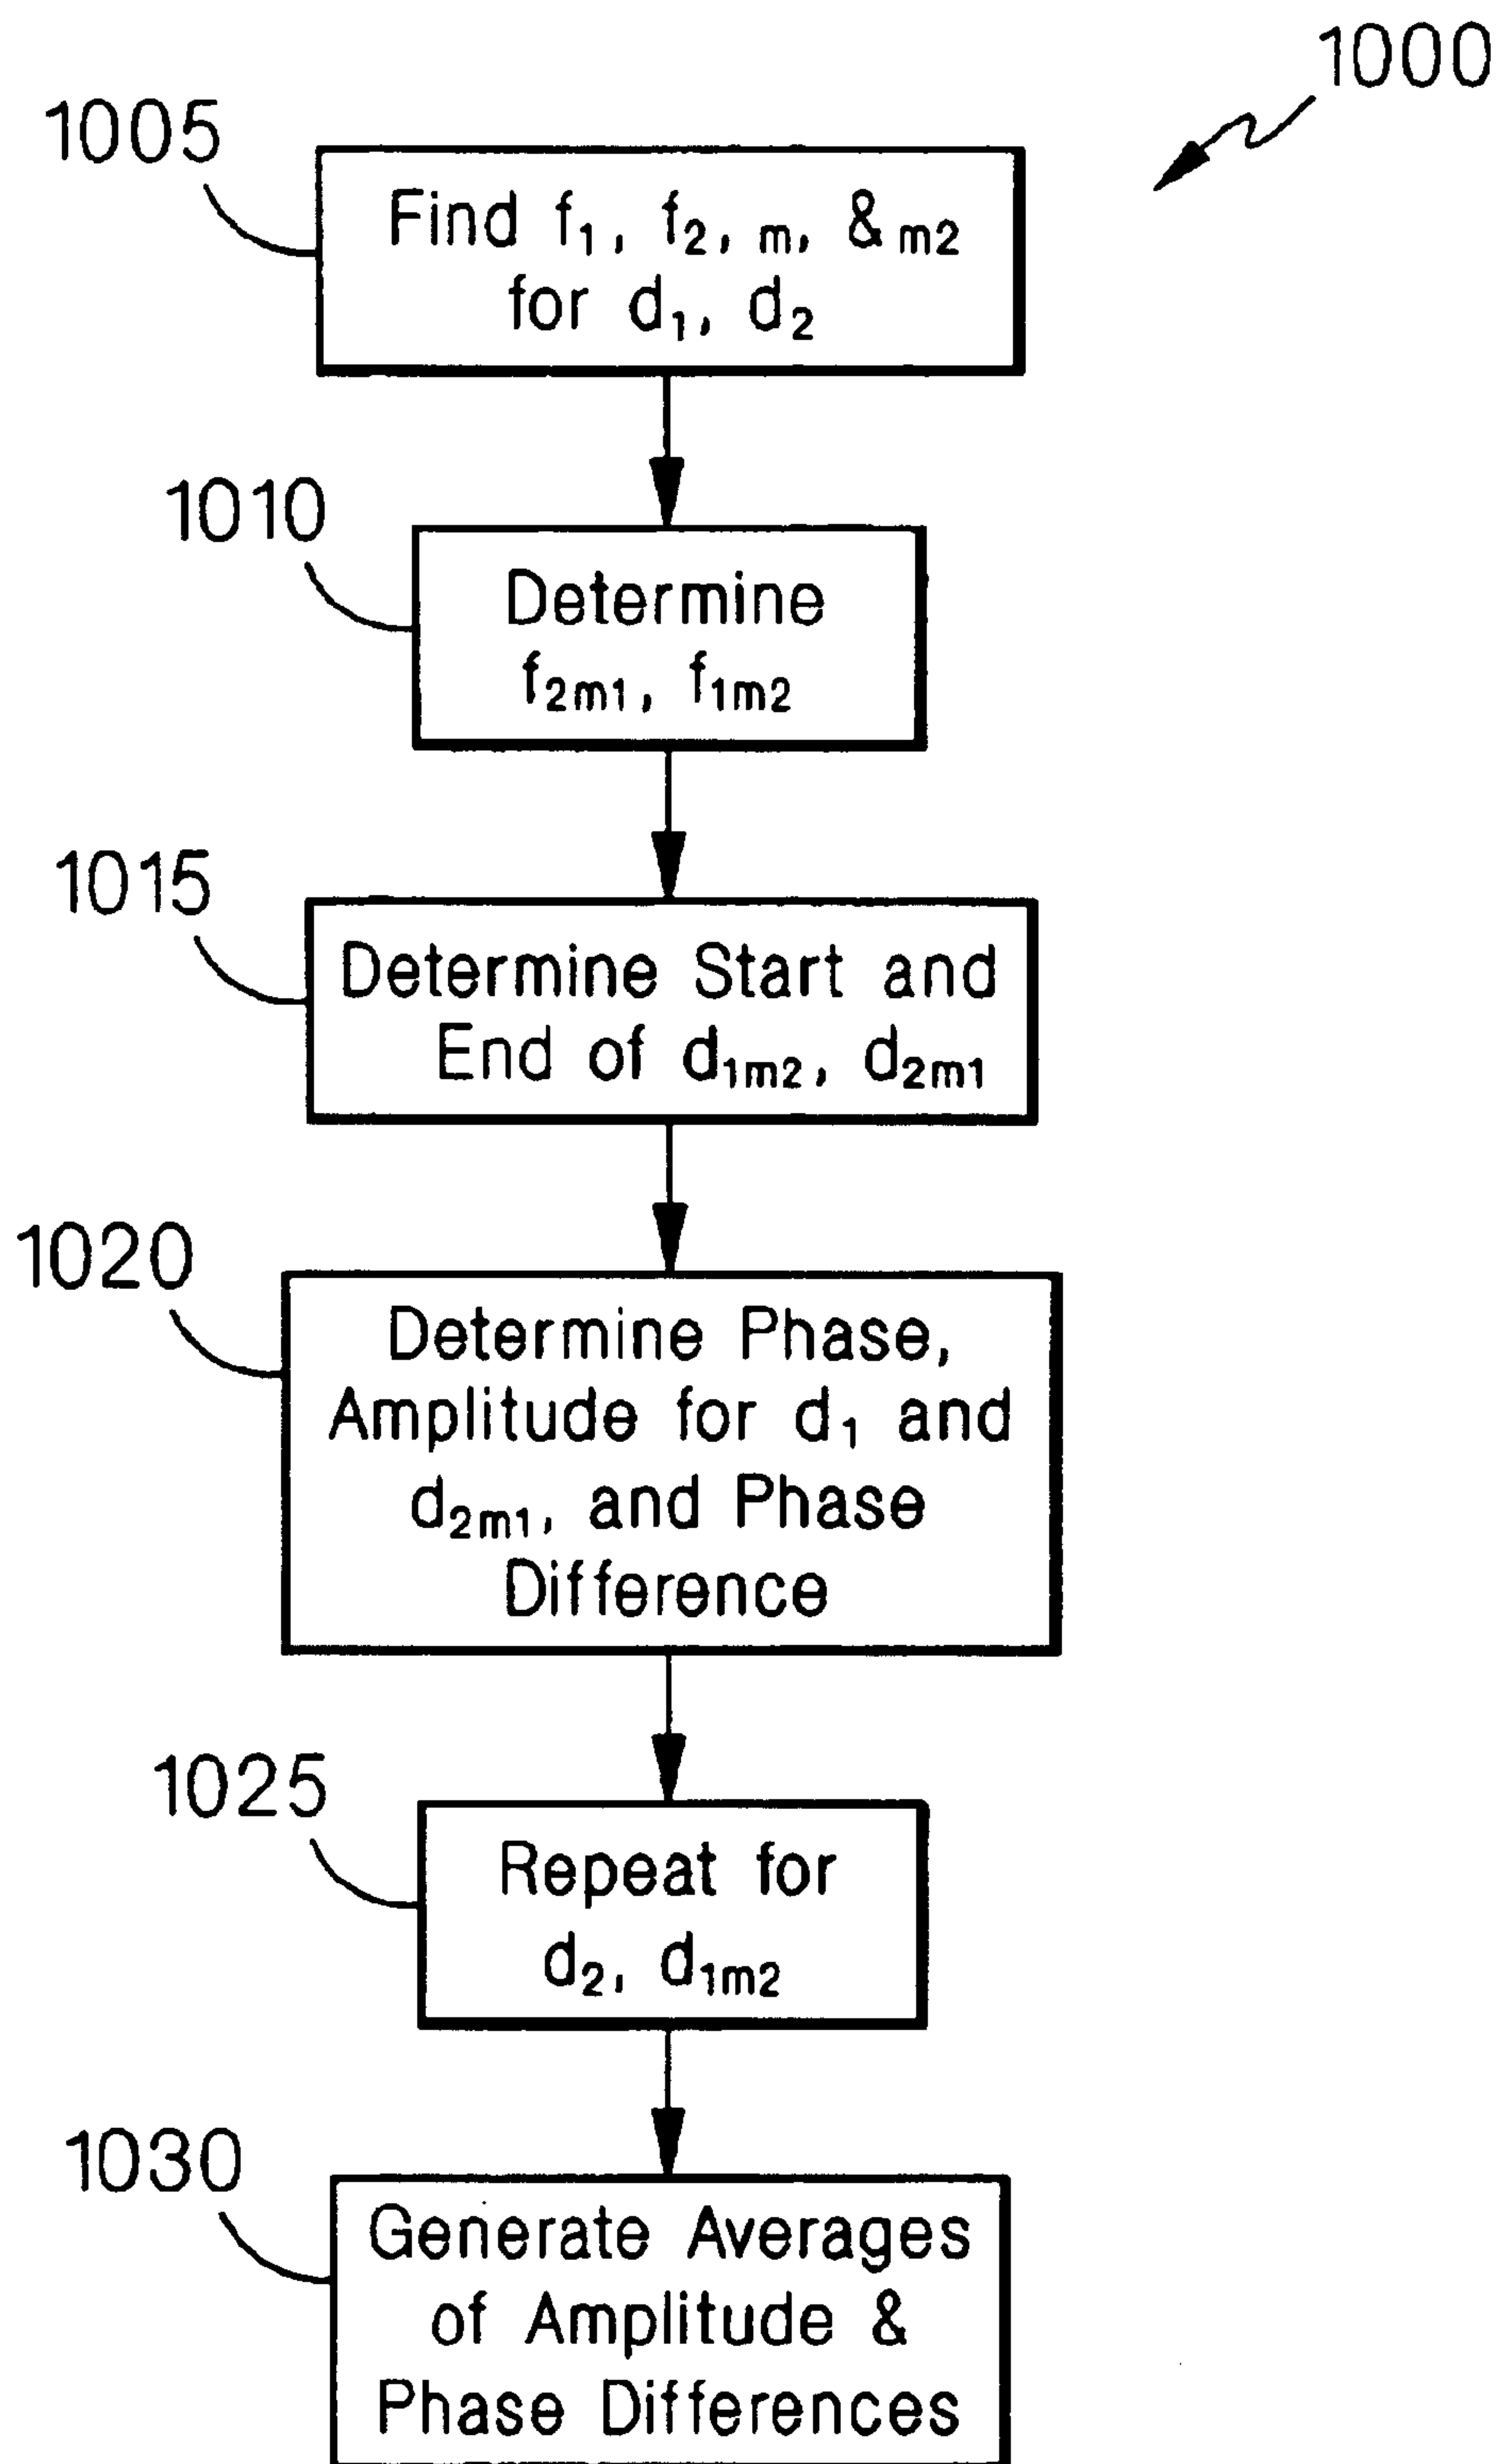 1000
1005
Find f₁, f₂, m, & m2
for d₁, d₂
1010
Determine
f₂ₘ₁, f₁ₘ₂
1015
Determine Start and
End of d₁ₘ₂, d₂ₘ₁
1020
Determine Phase,
Amplitude for d₁ and
d₂ₘ₁, and Phase
Difference
1025
Repeat for
d₂, d₁ₘ₂
1030
Generate Averages
of Amplitude &
Phase Differences